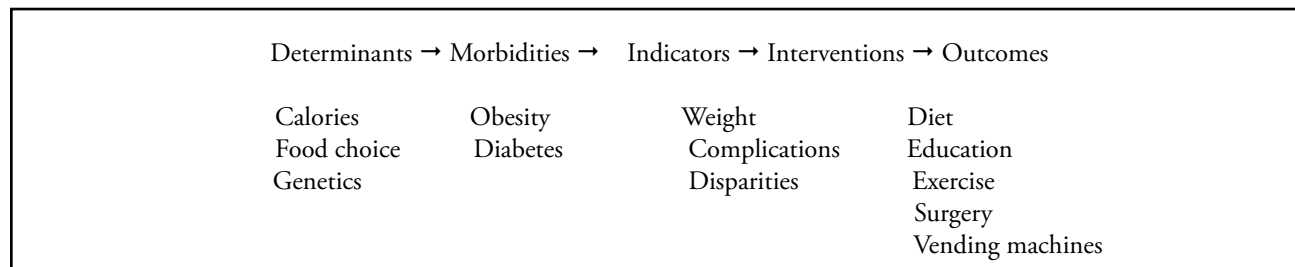 Determinants → Morbidities → Indicators → Interventions → Outcomes
Calories Obesity Weight Diet
Food choice Diabetes Complications Education
Genetics Disparities Exercise
Surgery
Vending machines